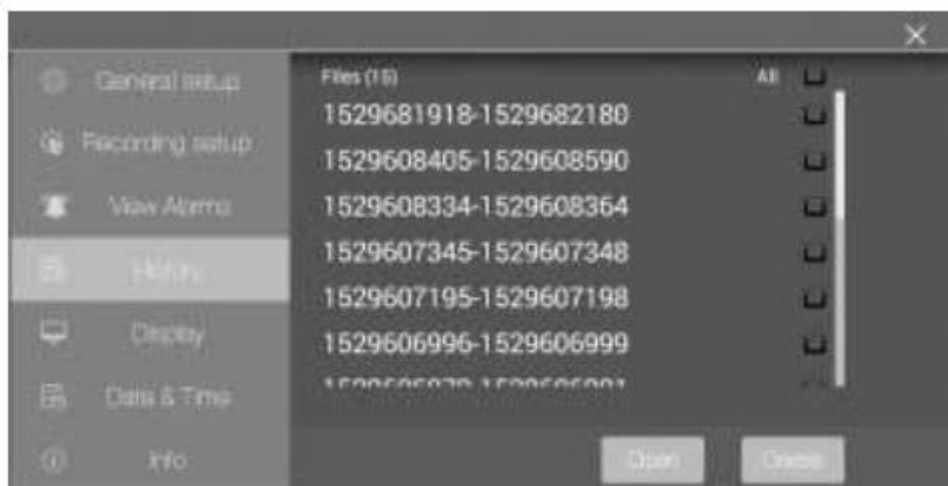 General setup
Recording setup
View Alarms
History
Display
Date & Time
Info
Files (15)
All
1529681918-1529682180
1529608405-1529608590
1529608334-1529608364
1529607345-1529607348
1529607195-1529607198
1529606996-1529606999
Open
Delete